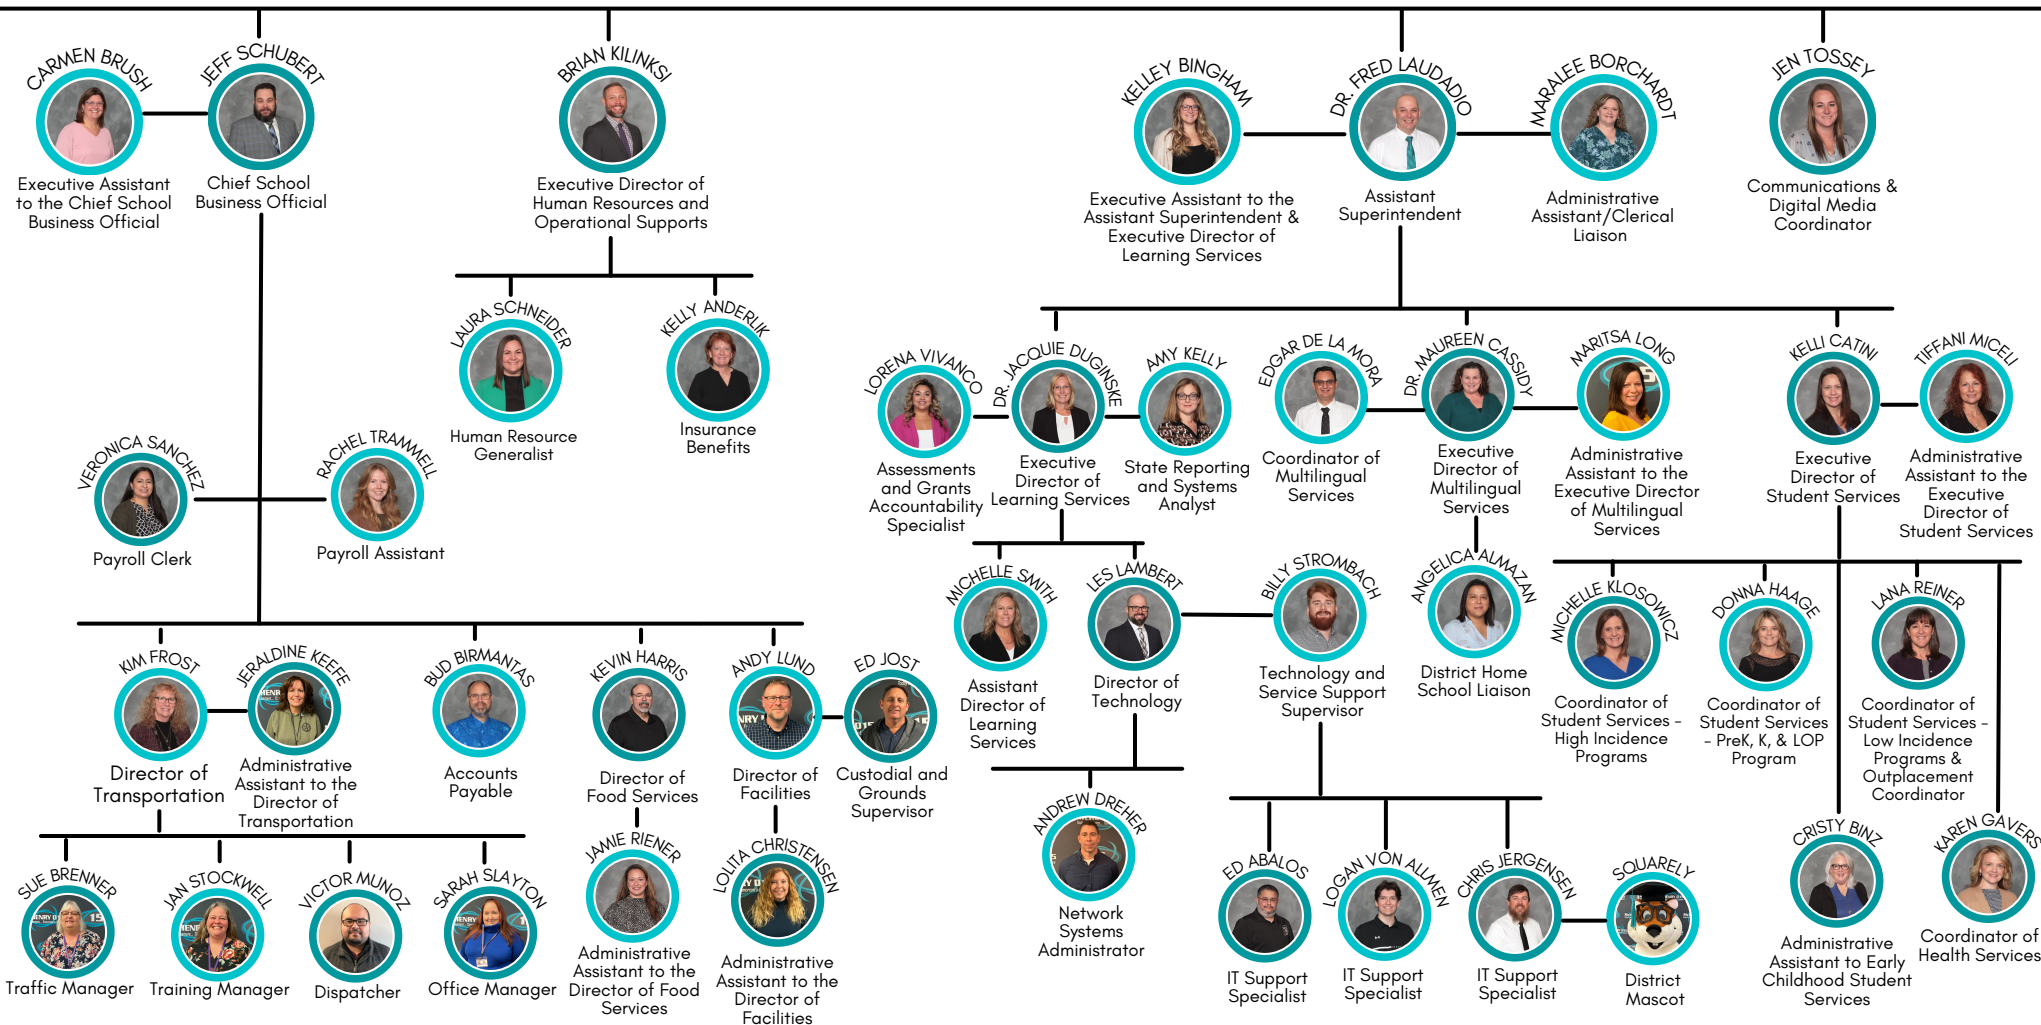 CARMEN BRUSH
Executive Assistant
to the Chief School
Business Official
JEFF SCHUBERT
Chief School
Business Official
BRIAN KILINKSI
Executive Director of
Human Resources and
Operational Supports
KELLEY BINGHAM
Executive Assistant to the
Assistant Superintendent &
Executive Director of
Learning Services
DR. FRED LAUDADIO
Assistant
Superintendent
MARALEE BORCHARDT
Administrative
Assistant/Clerical
Liaison
JEN TOSSEY
Communications &
Digital Media
Coordinator
LAURA SCHNEIDER
Human Resource
Generalist
KELLY ANDERLIK
Insurance
Benefits
LORENA VIVANCO
Assessments
and Grants
Accountability
Specialist
DR. JACQUIE DUGINSKE
Executive
Director of
Learning Services
AMY KELLY
State Reporting
and Systems
Analyst
EDGAR DE LA MORA
Coordinator of
Multilingual
Services
DR. MAUREEN CASSIDY
Executive
Director of
Multilingual
Services
MARITSA LONG
Administrative
Assistant to the
Executive Director
of Multilingual
Services
KELLI CATINI
Executive
Director of
Student Services
TIFFANI MICELI
Administrative
Assistant to the
Executive
Director of
Student Services
VERONICA SANCHEZ
Payroll Clerk
RACHEL TRAMMELL
Payroll Assistant
MICHELLE SMITH
Assistant
Director of
Learning
Services
LES LAMBERT
Director of
Technology
BILLY STROMBACH
Technology and
Service Support
Supervisor
ANGELICA ALMAZAN
District Home
School Liaison
MICHELLE KLOSOWICZ
Coordinator of
Student Services -
High Incidence
Programs
DONNA HAAGE
Coordinator of
Student Services
- PreK, K, & LOP
Program
LANA REINER
Coordinator of
Student Services -
Low Incidence
Programs &
Outplacement
Coordinator
KIM FROST
Director of
Transportation
JERALDINE KEEFE
Administrative
Assistant to the
Director of
Transportation
BUD BIRMANTAS
Accounts
Payable
KEVIN HARRIS
Director of
Food Services
ANDY LUND
Director of
Facilities
ED JOST
Custodial and
Grounds
Supervisor
SUE BRENNER
Traffic Manager
JAN STOCKWELL
Training Manager
VICTOR MUNOZ
Dispatcher
SARAH SLAYTON
Office Manager
JAMIE RIENER
Administrative
Assistant to the
Director of Food
Services
LOLITA CHRISTENSEN
Administrative
Assistant to the
Director of
Facilities
ANDREW DREHER
Network
Systems
Administrator
ED ABALOS
IT Support
Specialist
LOGAN VON ALLMEN
IT Support
Specialist
CHRIS JERGENSEN
IT Support
Specialist
SQUARELY
District
Mascot
CRISTY BINZ
Administrative
Assistant to Early
Childhood Student
Services
KAREN GAVERS
Coordinator of
Health Services